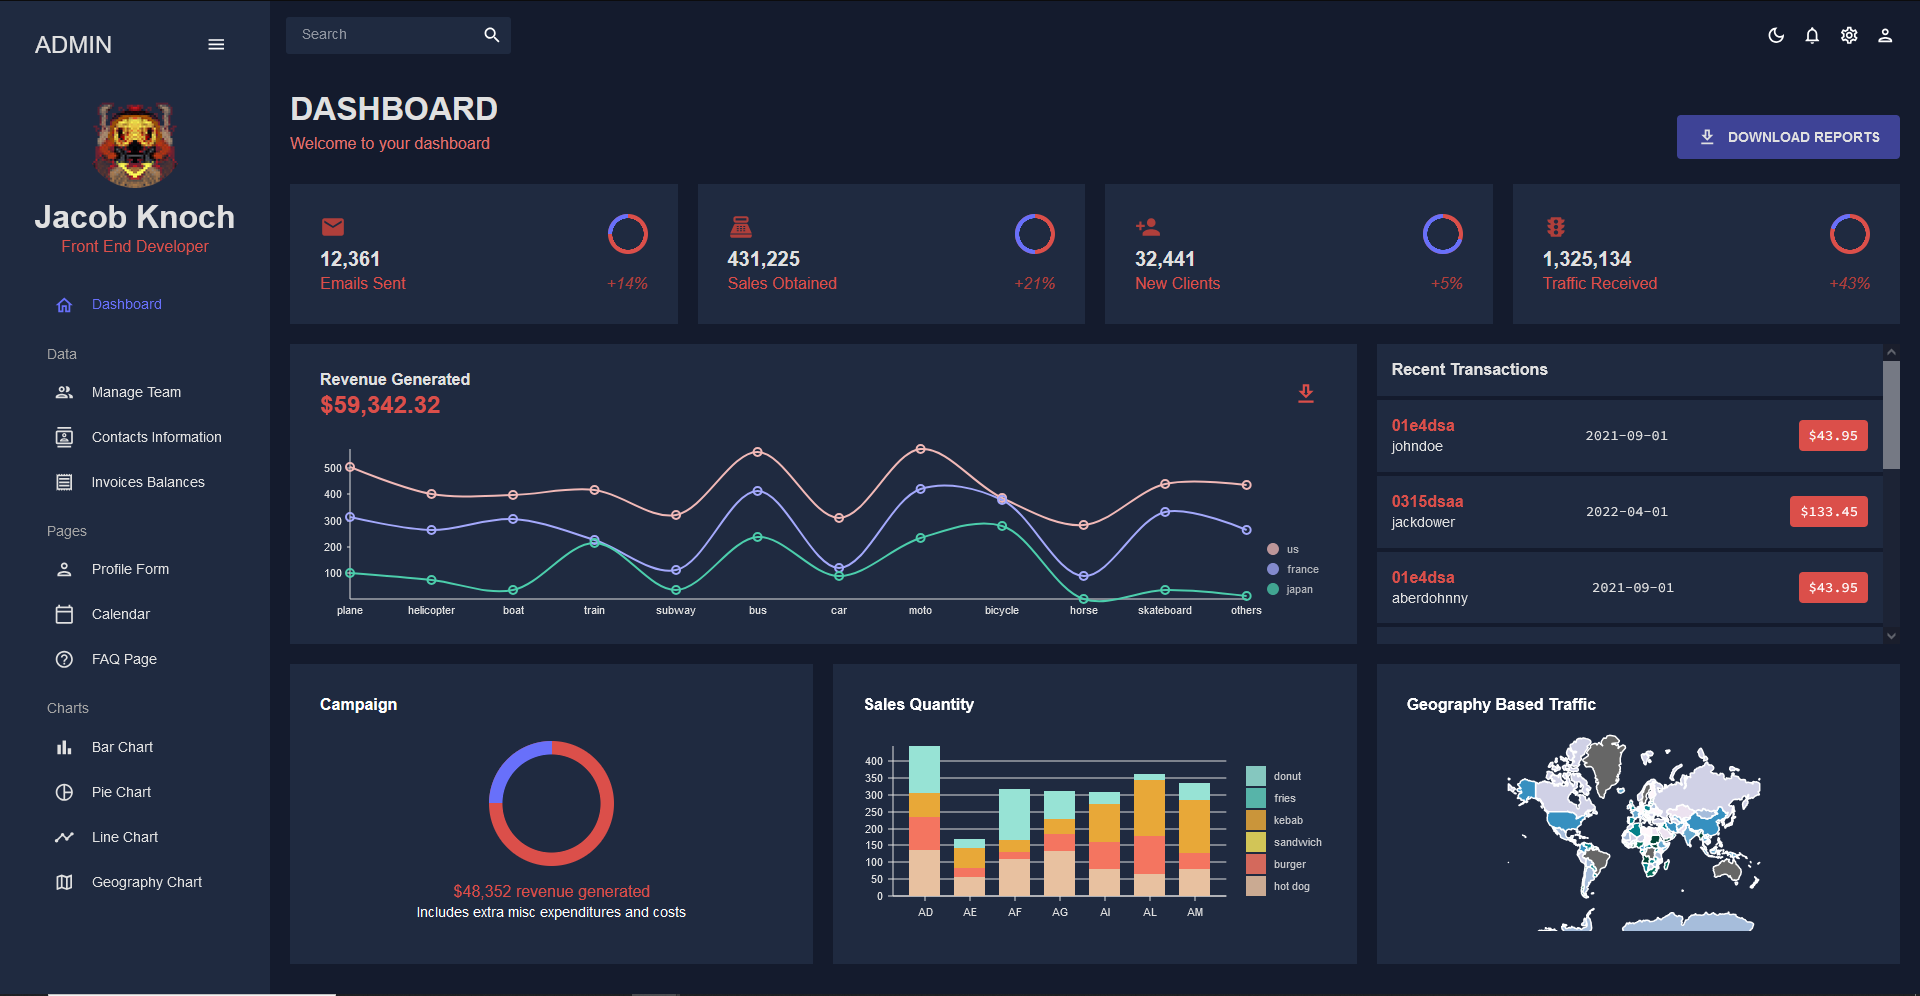 ADMIN
Search
Jacob Knoch
Front End Developer
Dashboard
Data
Manage Team
Contacts Information
Invoices Balances
Pages
Profile Form
Calendar
FAQ Page
Charts
Bar Chart
Pie Chart
Line Chart
Geography Chart
DASHBOARD
Welcome to your dashboard
DOWNLOAD REPORTS
12,361
Emails Sent
+14%
431,225
Sales Obtained
+21%
32,441
New Clients
+5%
1,325,134
Traffic Received
+43%
Revenue Generated
$59,342.32
500
400
300
200
100
plane helicopter boat train subway bus car moto bicycle horse skateboard others
us
france
japan
Recent Transactions
01e4dsa
johndoe
2021-09-01
$43.95
0315dsaa
jackdower
2022-04-01
$133.45
01e4dsa
aberdohnny
2021-09-01
$43.95
Campaign
$48,352 revenue generated
Includes extra misc expenditures and costs
Sales Quantity
400
350
300
250
200
150
100
50
0
AD AE AF AG AI AL AM
donut
fries
kebab
sandwich
burger
hot dog
Geography Based Traffic